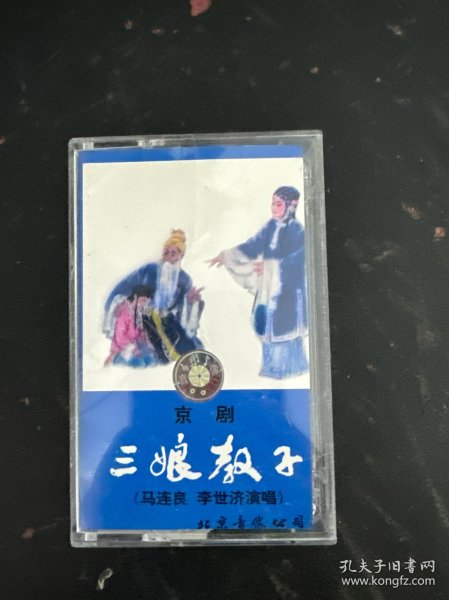 京 剧
三娘教子
(马连良 李世济演唱)
北京音像公司
孔夫子旧书网
www.kongfz.com